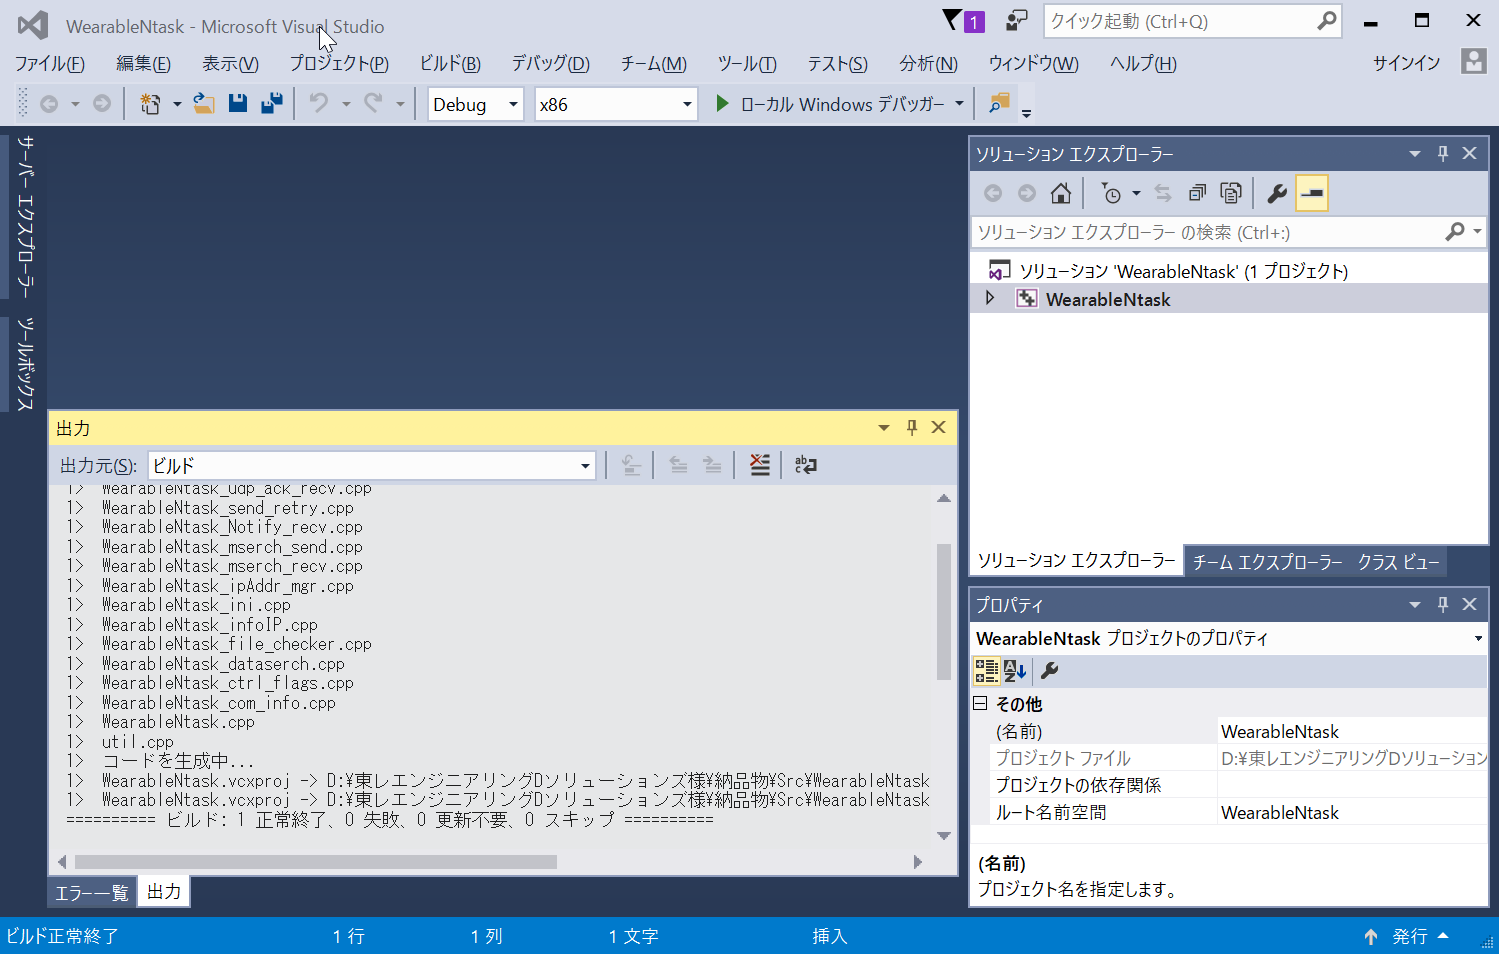 WearableNtask - Microsoft Visual Studio
1
クイック起動 (Ctrl+Q)
ファイル(F) 編集(E) 表示(V) プロジェクト(P) ビルド(B) デバッグ(D) チーム(M) ツール(T) テスト(S) 分析(N) ウィンドウ(W) ヘルプ(H) サインイン
Debug x86 ローカル Windows デバッガー
サーバー エクスプローラー
ツールボックス
出力
出力元(S): ビルド
1> WearableNtask_udp_ack_recv.cpp
1> WearableNtask_send_retry.cpp
1> WearableNtask_Notify_recv.cpp
1> WearableNtask_mserch_send.cpp
1> WearableNtask_mserch_recv.cpp
1> WearableNtask_ipAddr_mgr.cpp
1> WearableNtask_ini.cpp
1> WearableNtask_infoIP.cpp
1> WearableNtask_file_checker.cpp
1> WearableNtask_dataserch.cpp
1> WearableNtask_ctrl_flags.cpp
1> WearableNtask_com_info.cpp
1> WearableNtask.cpp
1> util.cpp
1> コードを生成中...
1> WearableNtask.vcxproj -> D:¥東レエンジニアリングDソリューションズ様¥納品物¥Src¥WearableNtask
1> WearableNtask.vcxproj -> D:¥東レエンジニアリングDソリューションズ様¥納品物¥Src¥WearableNtask
========== ビルド: 1 正常終了、0 失敗、0 更新不要、0 スキップ ==========
エラー一覧 出力
ソリューション エクスプローラー
ソリューション エクスプローラー の検索 (Ctrl+:)
ソリューション 'WearableNtask' (1 プロジェクト)
WearableNtask
ソリューション エクスプローラー チーム エクスプローラー クラス ビュー
プロパティ
WearableNtask プロジェクトのプロパティ
その他
(名前) WearableNtask
プロジェクト ファイル D:¥東レエンジニアリングDソリューション
プロジェクトの依存関係
ルート名前空間 WearableNtask
(名前)
プロジェクト名を指定します。
ビルド正常終了 1 行 1 列 1 文字 挿入 発行